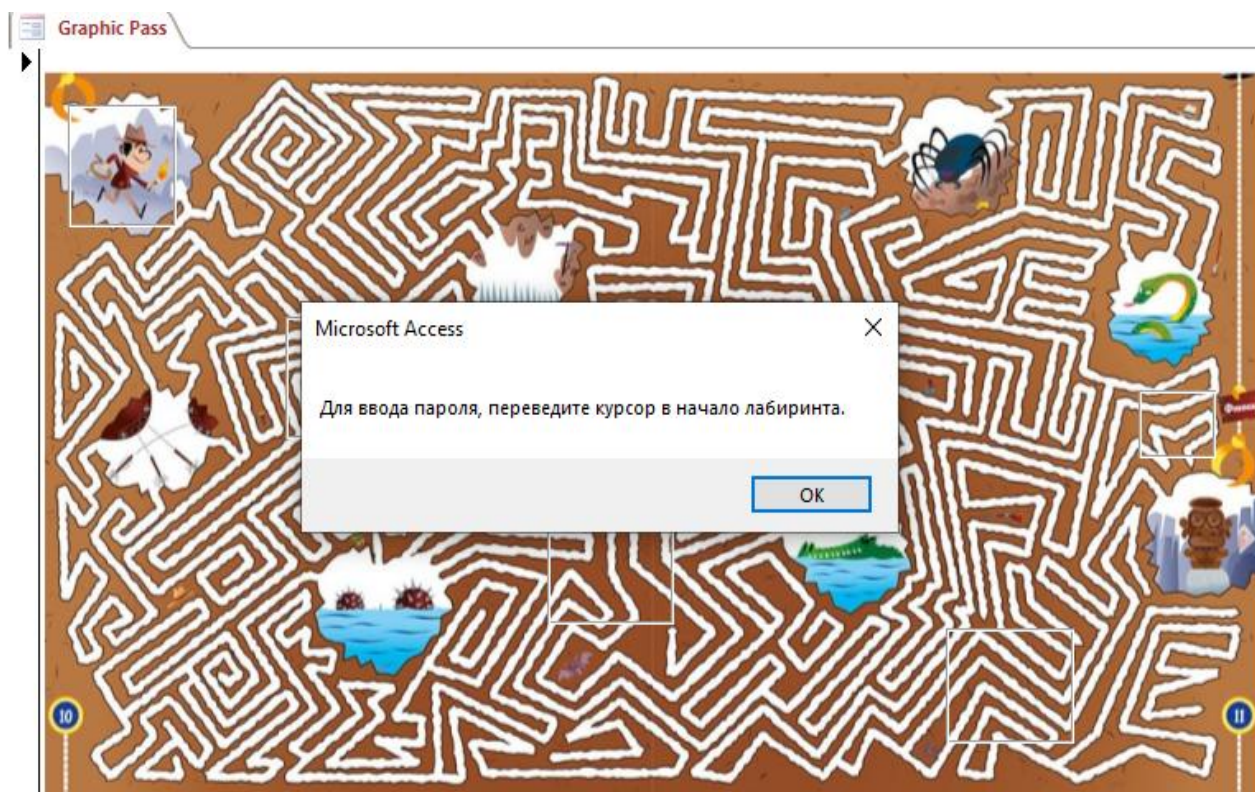 Graphic Pass
Microsoft Access
Для ввода пароля, переведите курсор в начало лабиринта.
OK
10
11